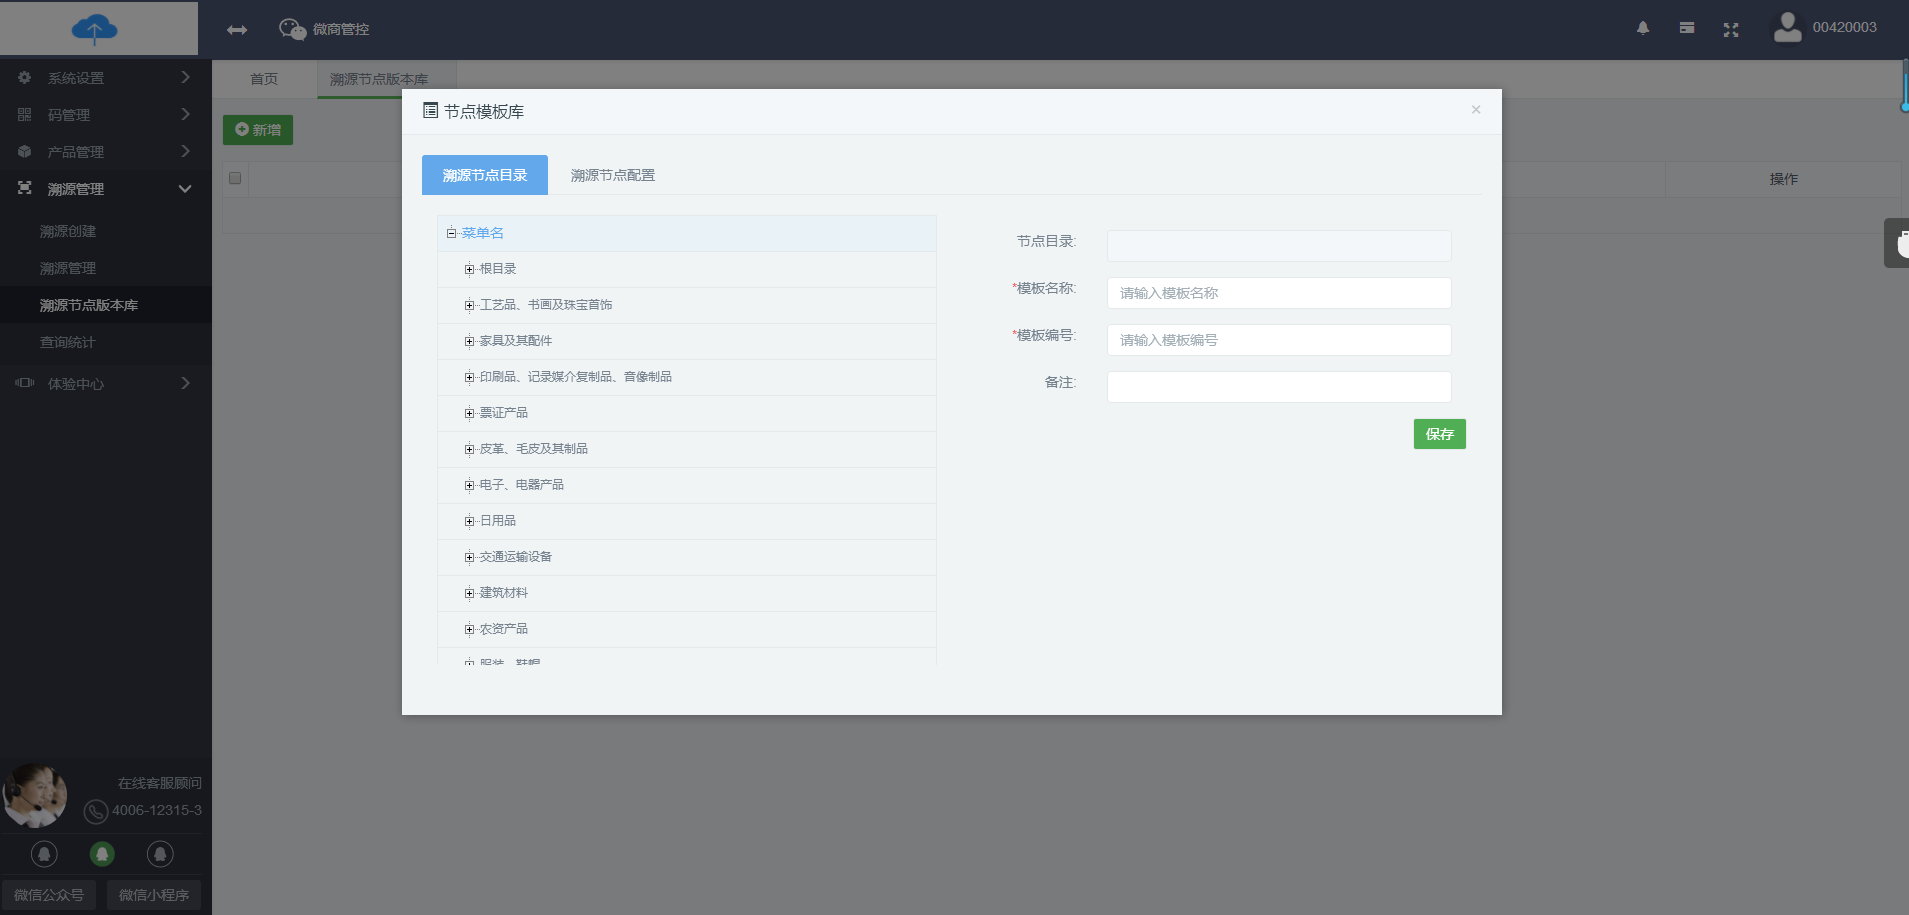 微商管控
00420003
系统设置
码管理
产品管理
溯源管理
溯源创建
溯源管理
溯源节点版本库
查询统计
体验中心
在线客服顾问
4006-12315-3
微信公众号
微信小程序
首页
溯源节点版本库
新增
操作
节点模板库
×
溯源节点目录
溯源节点配置
菜单名
根目录
工艺品、书画及珠宝首饰
家具及其配件
印刷品、记录媒介复制品、音像制品
票证产品
皮革、毛皮及其制品
电子、电器产品
日用品
交通运输设备
建筑材料
农资产品
服装、鞋帽
节点目录:
*模板名称:
请输入模板名称
*模板编号:
请输入模板编号
备注:
保存